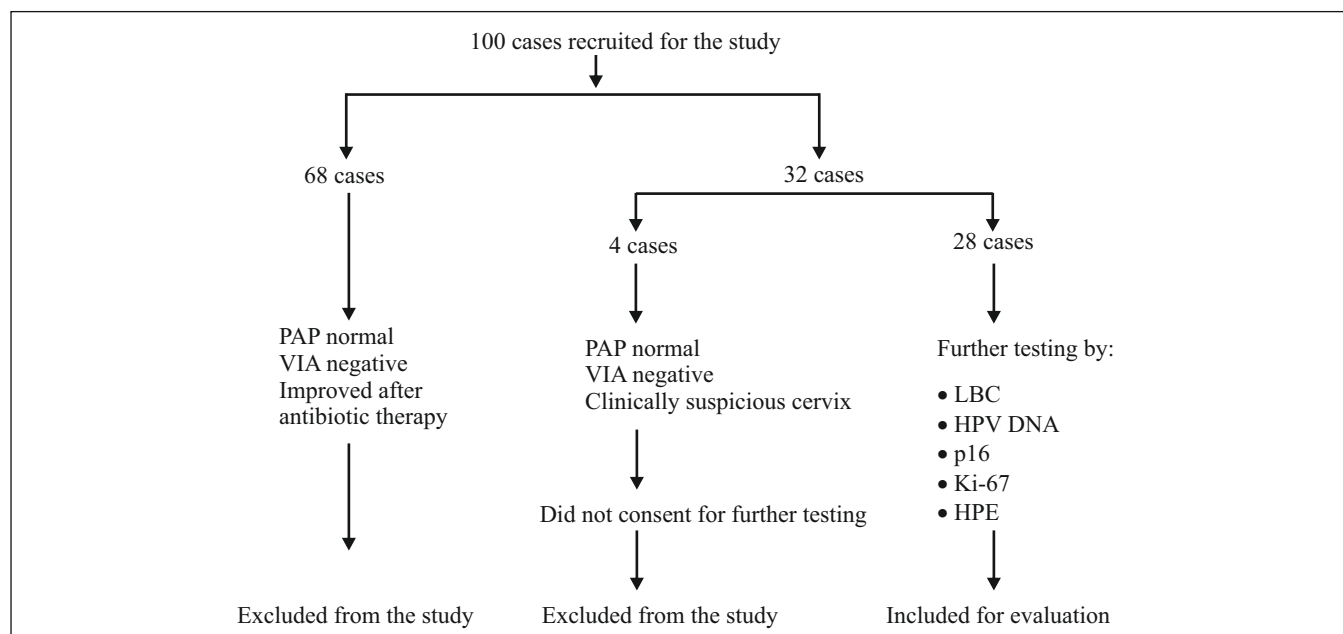 100 cases recruited for the study
68 cases
32 cases
4 cases
28 cases
PAP normal
VIA negative
Improved after
antibiotic therapy
PAP normal
VIA negative
Clinically suspicious cervix
Further testing by:
• LBC
• HPV DNA
• p16
• Ki-67
• HPE
Did not consent for further testing
Excluded from the study
Excluded from the study
Included for evaluation